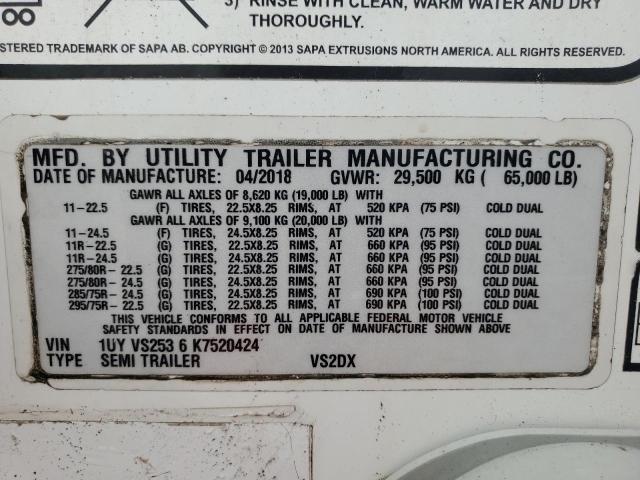 3) RINSE WITH CLEAN, WARM WATER AND DRY
THOROUGHLY.
STERED TRADEMARK OF SAPA AB. COPYRIGHT © 2013 SAPA EXTRUSIONS NORTH AMERICA. ALL RIGHTS RESERVED.
MFD. BY UTILITY TRAILER MANUFACTURING CO.
DATE OF MANUFACTURE: 04/2018 GVWR: 29,500 KG ( 65,000 LB)
GAWR ALL AXLES OF 8,620 KG (19,000 LB) WITH
11-22.5 (F) TIRES, 22.5X8.25 RIMS, AT 520 KPA (75 PSI) COLD DUAL
GAWR ALL AXLES OF 9,100 KG (20,000 LB) WITH
11-24.5 (F) TIRES, 24.5X8.25 RIMS, AT 520 KPA (75 PSI) COLD DUAL
11R-22.5 (G) TIRES, 22.5X8.25 RIMS, AT 660 KPA (95 PSI) COLD DUAL
11R-24.5 (G) TIRES, 24.5X8.25 RIMS, AT 660 KPA (95 PSI) COLD DUAL
275/80R- 22.5 (G) TIRES, 22.5X8.25 RIMS, AT 660 KPA (95 PSI) COLD DUAL
275/80R- 24.5 (G) TIRES, 24.5X8.25 RIMS, AT 660 KPA (95 PSI) COLD DUAL
285/75R- 24.5 (G) TIRES, 24.5X8.25 RIMS, AT 690 KPA (100 PSI) COLD DUAL
295/75R- 22.5 (G) TIRES, 22.5X8.25 RIMS, AT 690 KPA (100 PSI) COLD DUAL
THIS VEHICLE CONFORMS TO ALL APPLICABLE FEDERAL MOTOR VEHICLE
SAFETY STANDARDS IN EFFECT ON DATE OF MANUFACTURE SHOWN ABOVE
VIN 1UY VS253 6 K7520424
TYPE SEMI TRAILER VS2DX